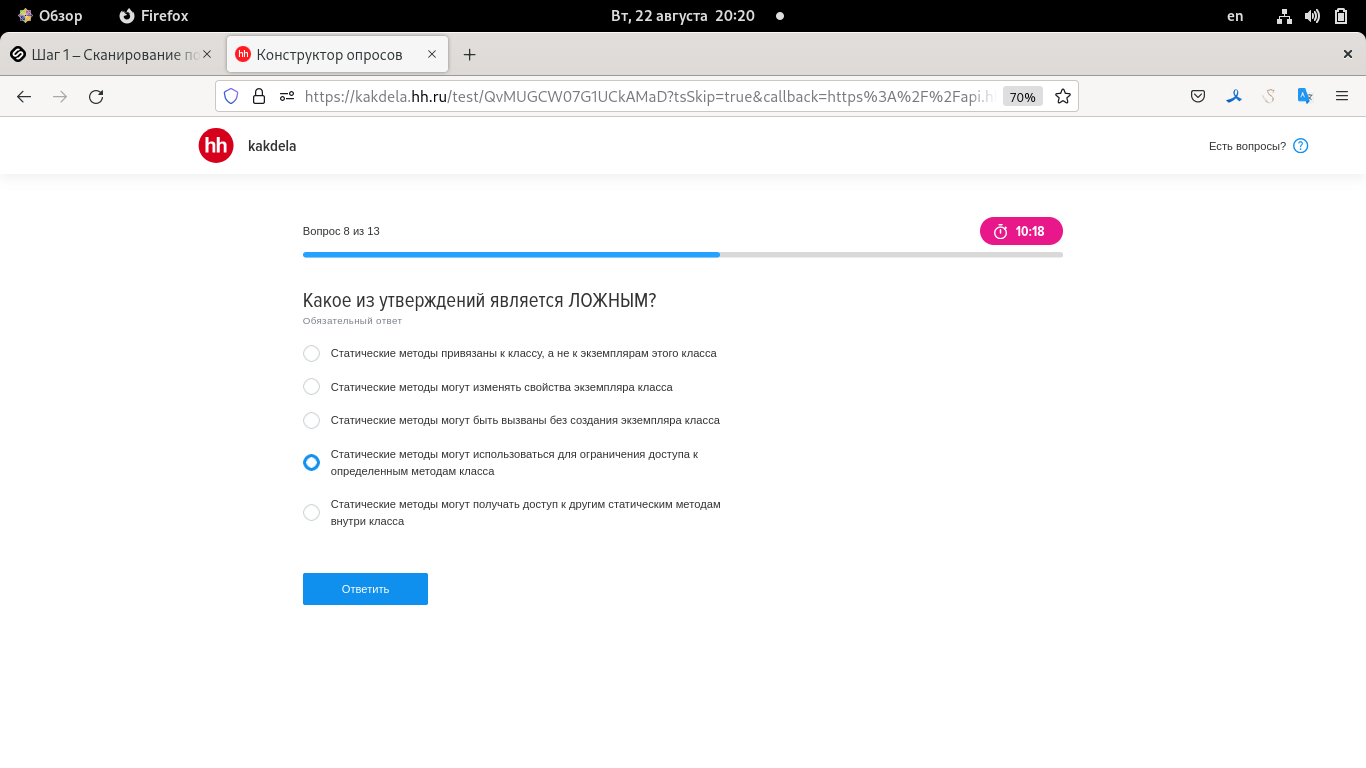 Обзор
Firefox
Вт, 22 августа 20:20
en
Шаг 1 – Сканирование
Конструктор опросов
https://kakdela.hh.ru/test/QvMUGCW07G1UCkAMaD?tsSkip=true&callback=https%3A%2F%2Fapi.h
70%
hh
kakdela
Есть вопросы?
Вопрос 8 из 13
10:18
Какое из утверждений является ЛОЖНЫМ?
Обязательный ответ
Статические методы привязаны к классу, а не к экземплярам этого класса
Статические методы могут изменять свойства экземпляра класса
Статические методы могут быть вызваны без создания экземпляра класса
Статические методы могут использоваться для ограничения доступа к
определенным методам класса
Статические методы могут получать доступ к другим статическим методам
внутри класса
Ответить